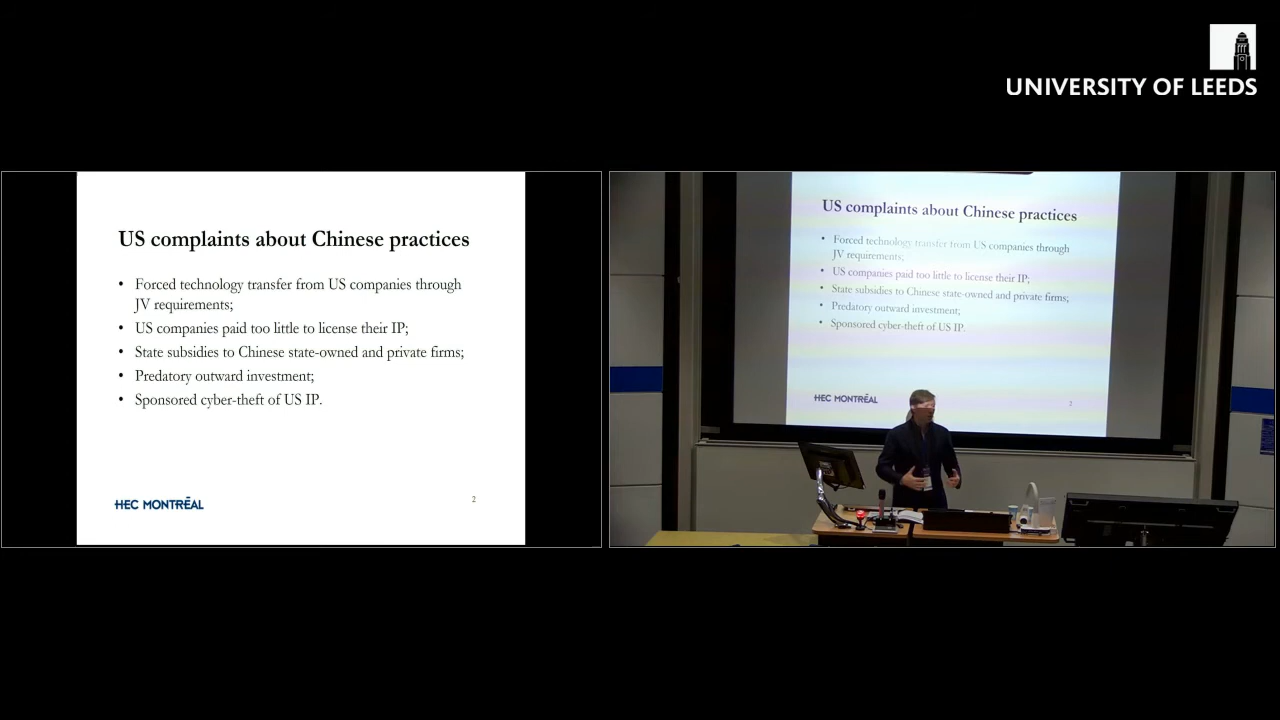 UNIVERSITY OF LEEDS
US complaints about Chinese practices
• Forced technology transfer from US companies through
JV requirements;
• US companies paid too little to license their IP;
• State subsidies to Chinese state-owned and private firms;
• Predatory outward investment;
• Sponsored cyber-theft of US IP.
HEC MONTRÉAL
2
US complaints about Chinese practices
• Forced technology transfer from US companies through
JV requirements;
• US companies paid too little to license their IP;
• State subsidies to Chinese state-owned and private firms;
• Predatory outward investment;
• Sponsored cyber-theft of US IP.
HEC MONTRÉAL
2